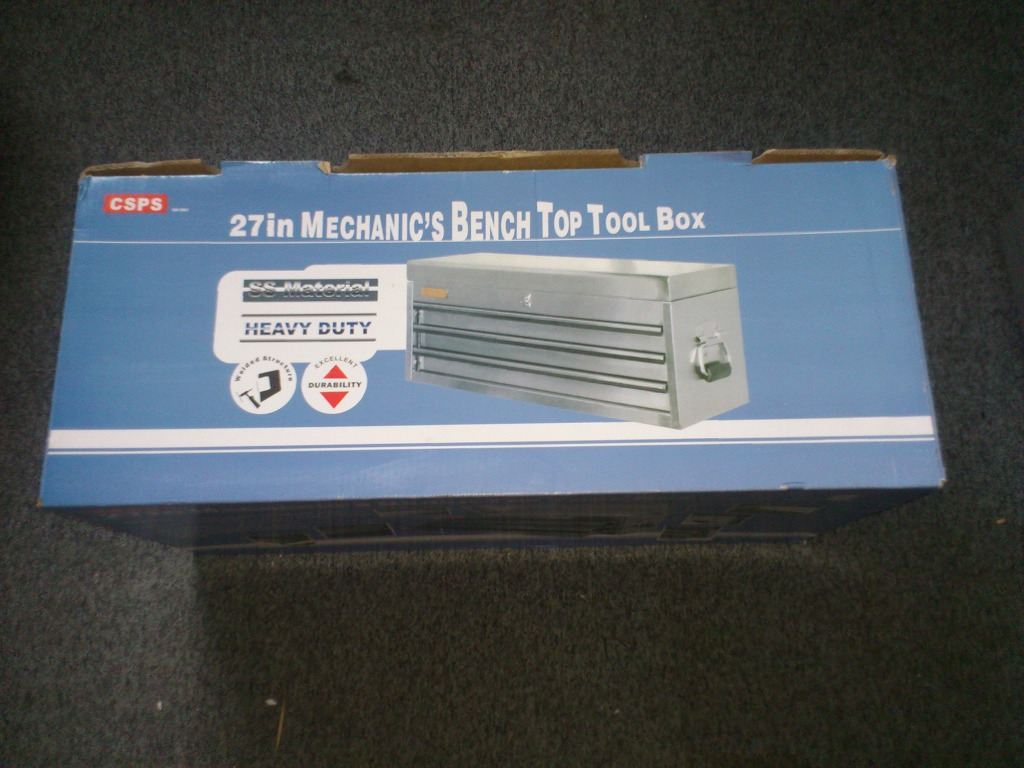 CSPS
27in MECHANIC'S BENCH TOP TOOL BOX
SS Material
HEAVY DUTY
Welded Structure
EXCELLENT
DURABILITY